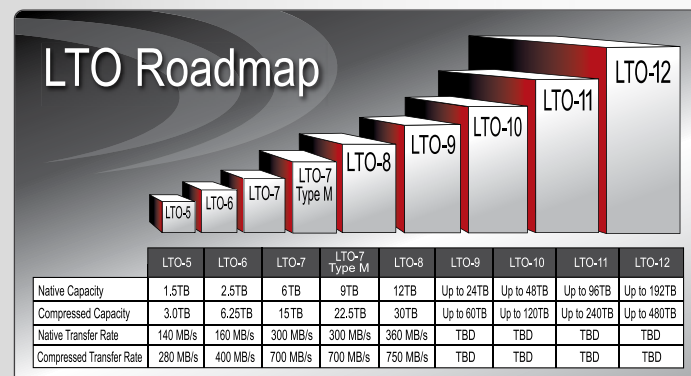 LTO Roadmap
LTO-5
LTO-6
LTO-7
LTO-7
Type M
LTO-8
LTO-9
LTO-10
LTO-11
LTO-12
LTO-5 LTO-6 LTO-7 LTO-7 Type M LTO-8 LTO-9 LTO-10 LTO-11 LTO-12
Native Capacity 1.5TB 2.5TB 6TB 9TB 12TB Up to 24TB Up to 48TB Up to 96TB Up to 192TB
Compressed Capacity 3.0TB 6.25TB 15TB 22.5TB 30TB Up to 60TB Up to 120TB Up to 240TB Up to 480TB
Native Transfer Rate 140 MB/s 160 MB/s 300 MB/s 300 MB/s 360 MB/s TBD TBD TBD TBD
Compressed Transfer Rate 280 MB/s 400 MB/s 700 MB/s 700 MB/s 750 MB/s TBD TBD TBD TBD